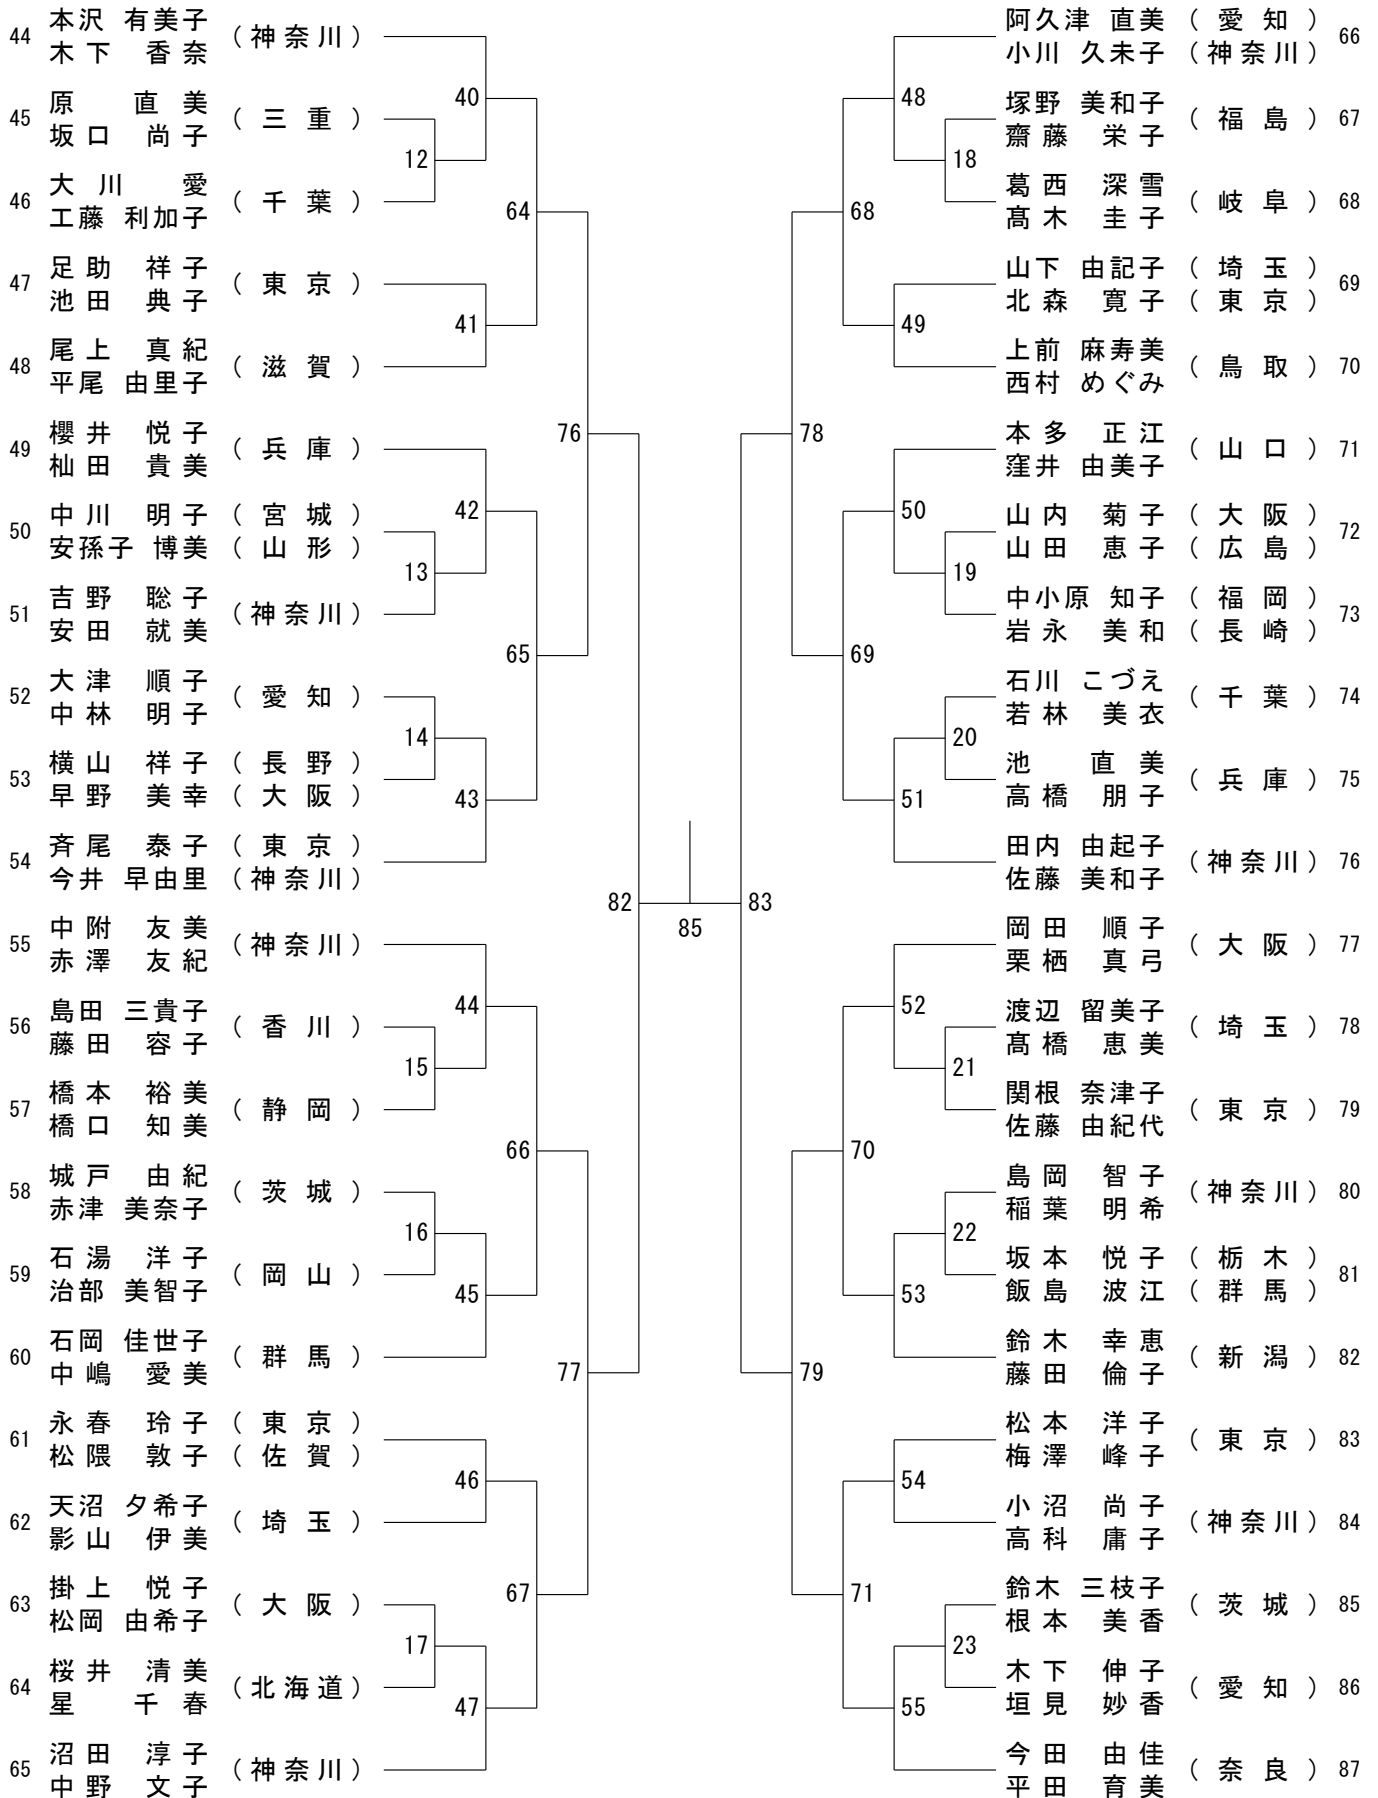 44 本沢 有美子 (神奈川)
木下 香奈
45 原 直美 (三重)
坂口 尚子
46 大川 愛 (千葉)
工藤 利加子
47 足助 祥子 (東京)
池田 典子
48 尾上 真紀 (滋賀)
平尾 由里子
49 櫻井 悦子 (兵庫)
杣田 貴美
50 中川 明子 (宮城)
安孫子 博美 (山形)
51 吉野 聡子 (神奈川)
安田 就美
52 大津 順子 (愛知)
中林 明子
53 横山 祥子 (長野)
早野 美幸 (大阪)
54 斉尾 泰子 (東京)
今井 早由里 (神奈川)
55 中附 友美 (神奈川)
赤澤 友紀
56 島田 三貴子 (香川)
藤田 容子
57 橋本 裕美 (静岡)
橋口 知美
58 城戸 由紀 (茨城)
赤津 美奈子
59 石湯 洋子 (岡山)
治部 美智子
60 石岡 佳世子 (群馬)
中嶋 愛美
61 永春 玲子 (東京)
松隈 敦子 (佐賀)
62 天沼 夕希子 (埼玉)
影山 伊美
63 掛上 悦子 (大阪)
松岡 由希子
64 桜井 清美 (北海道)
星 千春
65 沼田 淳子 (神奈川)
中野 文子
12
13
14
15
16
17
40
41
42
43
44
45
46
47
64
65
66
67
76
77
82
85
83
78
79
68
69
70
71
48
49
50
51
52
53
54
55
18
19
20
21
22
23
阿久津 直美 (愛知) 66
小川 久未子 (神奈川)
塚野 美和子 (福島) 67
齋藤 栄子
葛西 深雪 (岐阜) 68
髙木 圭子
山下 由記子 (埼玉) 69
北森 寛子 (東京)
上前 麻寿美 (鳥取) 70
西村 めぐみ
本多 正江 (山口) 71
窪井 由美子
山内 菊子 (大阪) 72
山田 恵子 (広島)
中小原 知子 (福岡) 73
岩永 美和 (長崎)
石川 こづえ (千葉) 74
若林 美衣
池 直美 (兵庫) 75
高橋 朋子
田内 由起子 (神奈川) 76
佐藤 美和子
岡田 順子 (大阪) 77
栗栖 真弓
渡辺 留美子 (埼玉) 78
髙橋 恵美
関根 奈津子 (東京) 79
佐藤 由紀代
島岡 智子 (神奈川) 80
稲葉 明希
坂本 悦子 (栃木) 81
飯島 波江 (群馬)
鈴木 幸恵 (新潟) 82
藤田 倫子
松本 洋子 (東京) 83
梅澤 峰子
小沼 尚子 (神奈川) 84
高科 庸子
鈴木 三枝子 (茨城) 85
根本 美香
木下 伸子 (愛知) 86
垣見 妙香
今田 由佳 (奈良) 87
平田 育美